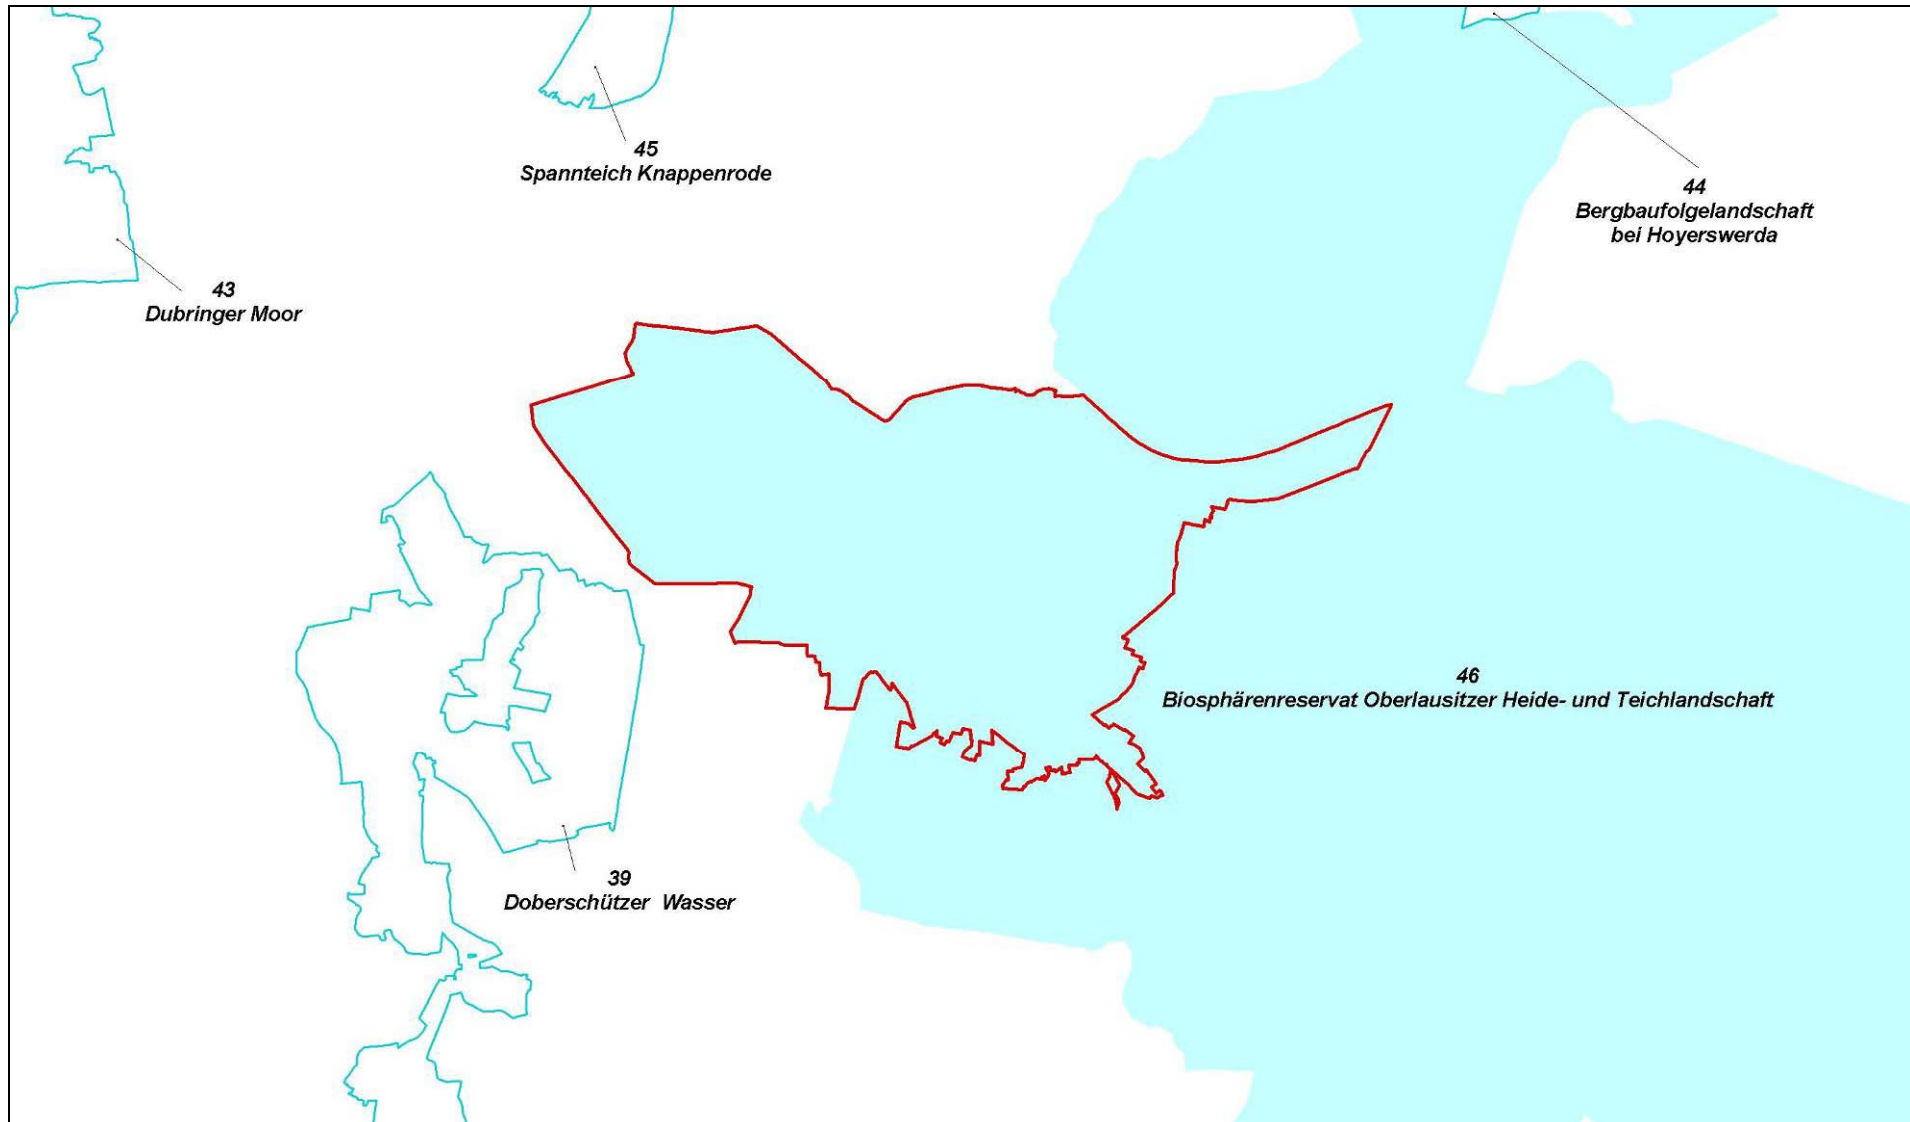 45
Spannteich Knappenrode
44
Bergbaufolgelandschaft
bei Hoyerswerda
43
Dubringer Moor
46
Biosphärenreservat Oberlausitzer Heide- und Teichlandschaft
39
Doberschützer Wasser